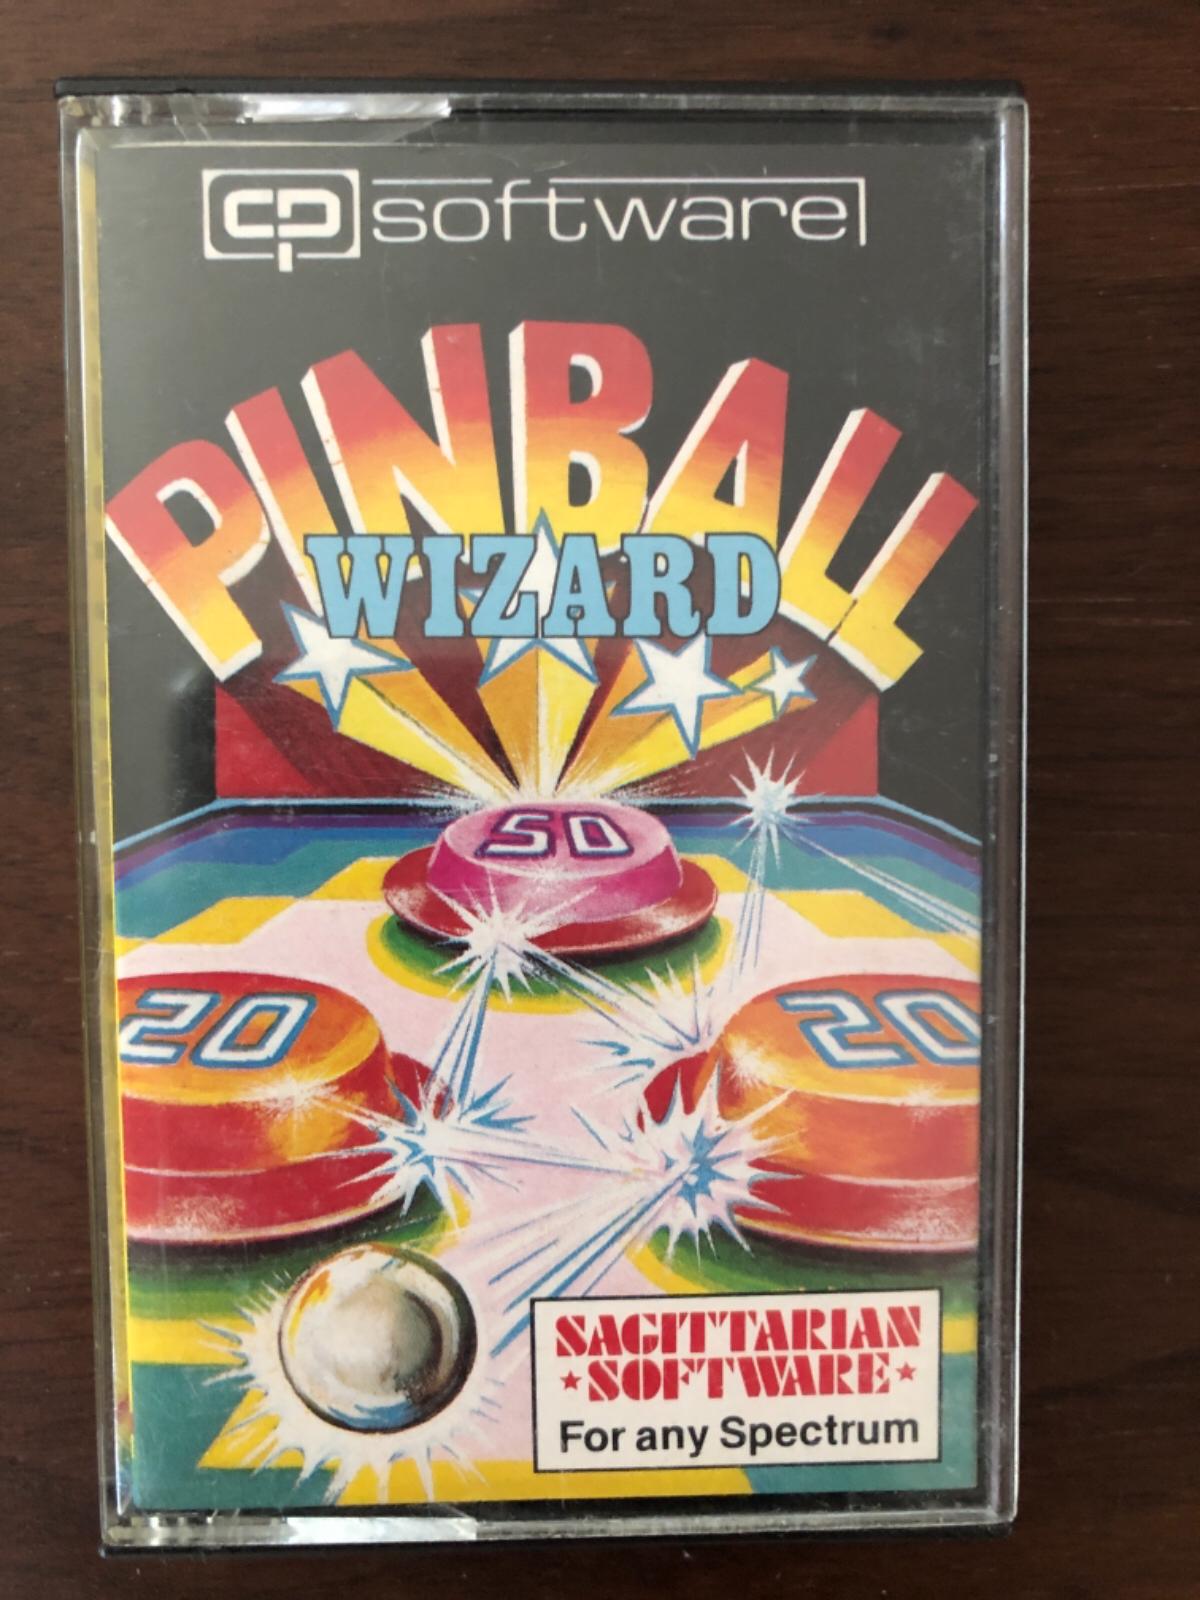 cp software
PINBALL
WIZARD
50
20
20
SAGITTARIAN
★SOFTWARE★
For any Spectrum